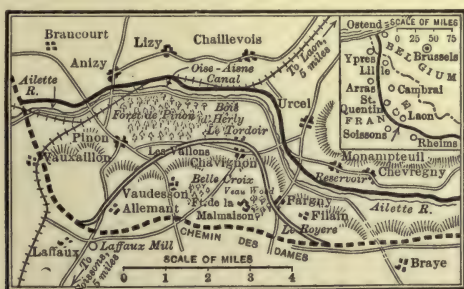 Braucourt
Lizy
Chaillevois
Anizy
Ailette
R.
Oise-Aisne
Canal
To Laon,
5 miles
Urcel
Forêt de Pinon
Bois
d'Herly
Le Tordoir
Pinon
Vauxaillon
Les Vallons
Chavignon
Monampteuil
Chevregny
Reservoir
Belle Croix
Veau Wood
Vaudesson
Allemant
Ft. de la
Malmaison
Pargny
Filain
Ailette R.
Le Royere
CHEMIN DES DAMES
Laffaux
Laffaux Mill
To
Soissons,
5 miles
Braye
SCALE OF MILES
0 1 2 3 4
SCALE OF MILES
0 25 50 75
Ostend
BELGIUM
Brussels
Ypres
Lille
Arras
Cambrai
St.
Quentin
FRANCE
Soissons
Rheims